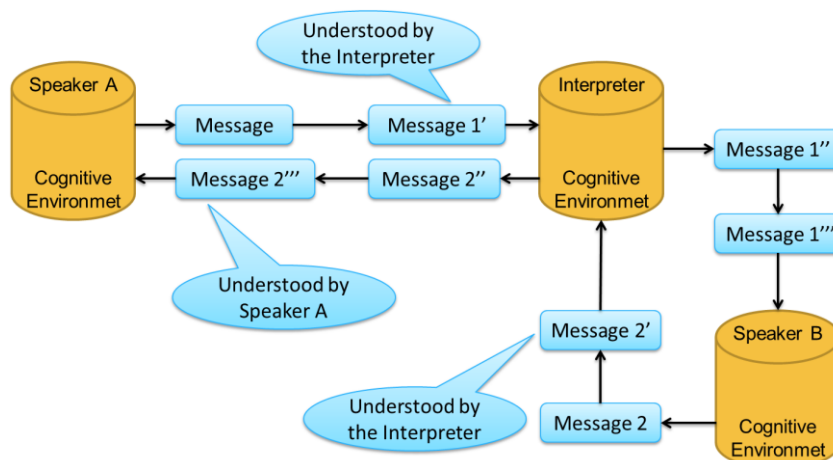 Understood by
the Interpreter
Speaker A
Interpreter
Message
Message 1'
Message 1''
Cognitive
Environmet
Message 2'''
Message 2''
Cognitive
Environmet
Message 1'''
Understood by
Speaker A
Message 2'
Speaker B
Understood by
the Interpreter
Message 2
Cognitive
Environmet